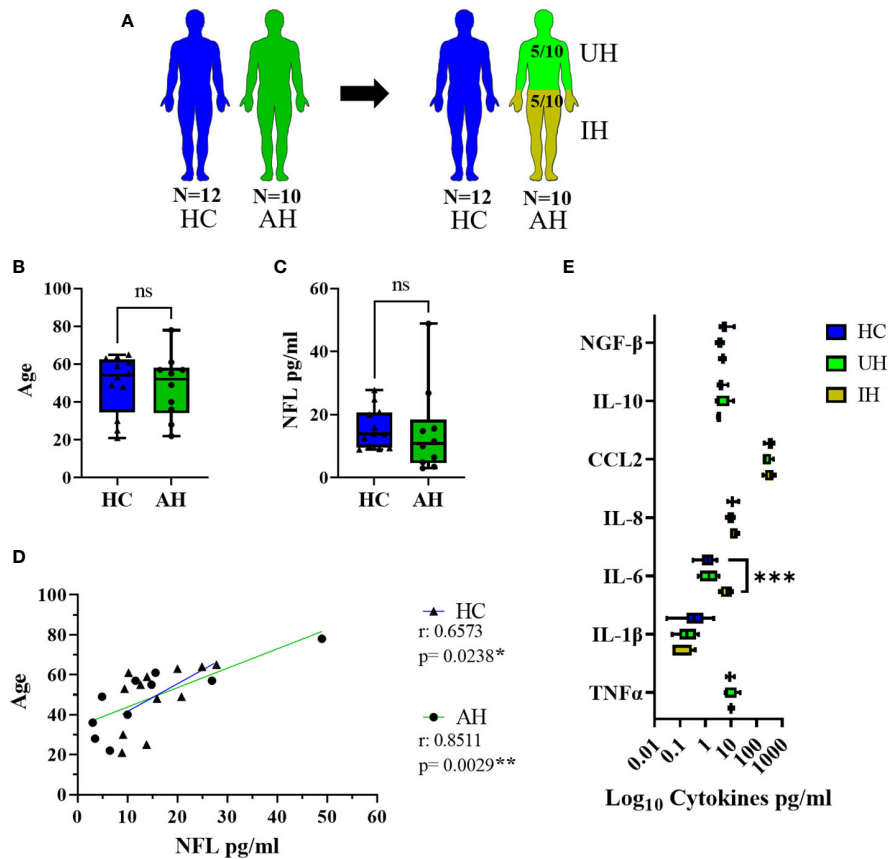 A
5/10
UH
5/10
IH
N=12
HC
N=10
AH
N=12
HC
N=10
AH
B
ns
Age
100
80
60
40
20
0
HC
AH
C
ns
NFL pg/ml
60
40
20
0
HC
AH
D
Age
100
80
60
40
20
0
0
10
20
30
40
50
60
NFL pg/ml
HC
r: 0.6573
p= 0.0238*
AH
r: 0.8511
p= 0.0029**
E
NGF-β
IL-10
CCL2
IL-8
IL-6
IL-1β
TNFα
***
0.01
0.1
1
10
100
1000
Log10 Cytokines pg/ml
HC
UH
IH